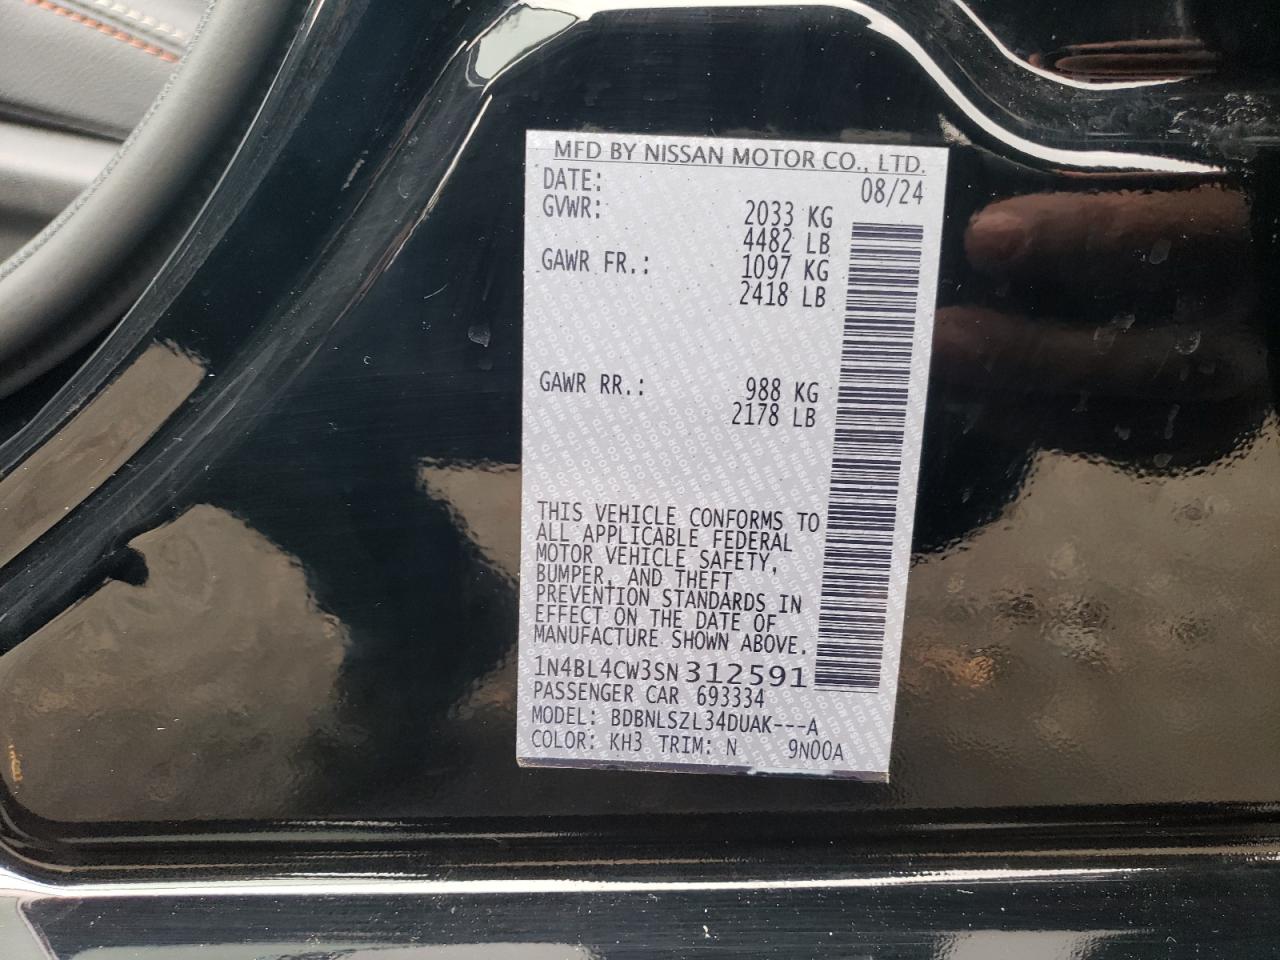 MFD BY NISSAN MOTOR CO., LTD.
DATE: 08/24
GVWR: 2033 KG
4482 LB
GAWR FR.: 1097 KG
2418 LB
GAWR RR.: 988 KG
2178 LB
THIS VEHICLE CONFORMS TO
ALL APPLICABLE FEDERAL
MOTOR VEHICLE SAFETY,
BUMPER, AND THEFT
PREVENTION STANDARDS IN
EFFECT ON THE DATE OF
MANUFACTURE SHOWN ABOVE.
1N4BL4CW3SN312591
PASSENGER CAR 693334
MODEL: BDBNLSZL34DUAK---A
COLOR: KH3 TRIM: N 9N00A